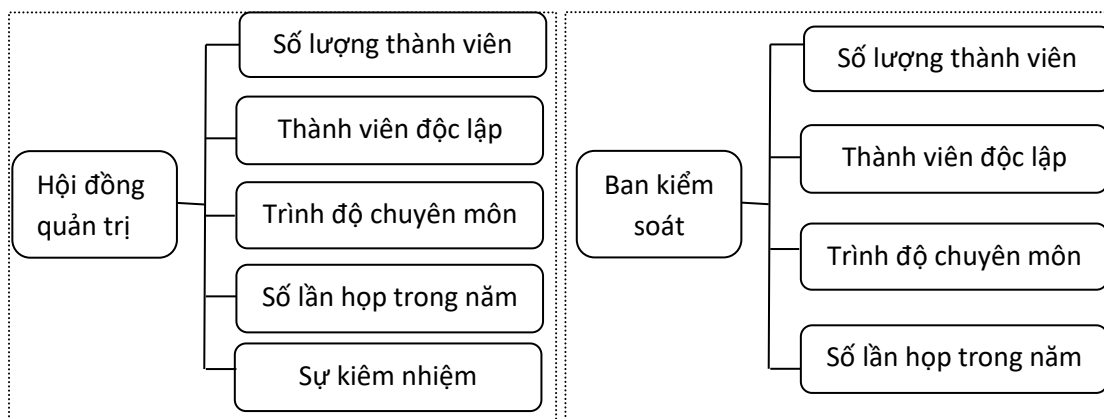 Hội đồng
quản trị
Số lượng thành viên
Thành viên độc lập
Trình độ chuyên môn
Số lần họp trong năm
Sự kiêm nhiệm
Ban kiểm
soát
Số lượng thành viên
Thành viên độc lập
Trình độ chuyên môn
Số lần họp trong năm